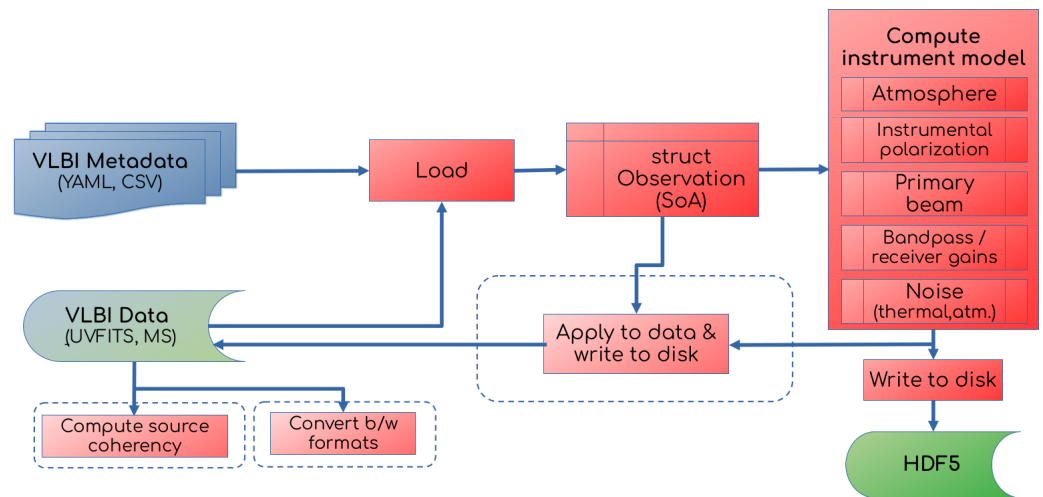 Compute
instrument model
Atmosphere
Instrumental
polarization
Primary
beam
Bandpass /
receiver gains
Noise
(thermal,atm.)
VLBI Metadata
(YAML, CSV)
Load
struct
Observation
(SoA)
VLBI Data
(UVFITS, MS)
Apply to data &
write to disk
Write to disk
Compute source
coherency
Convert b/w
formats
HDF5